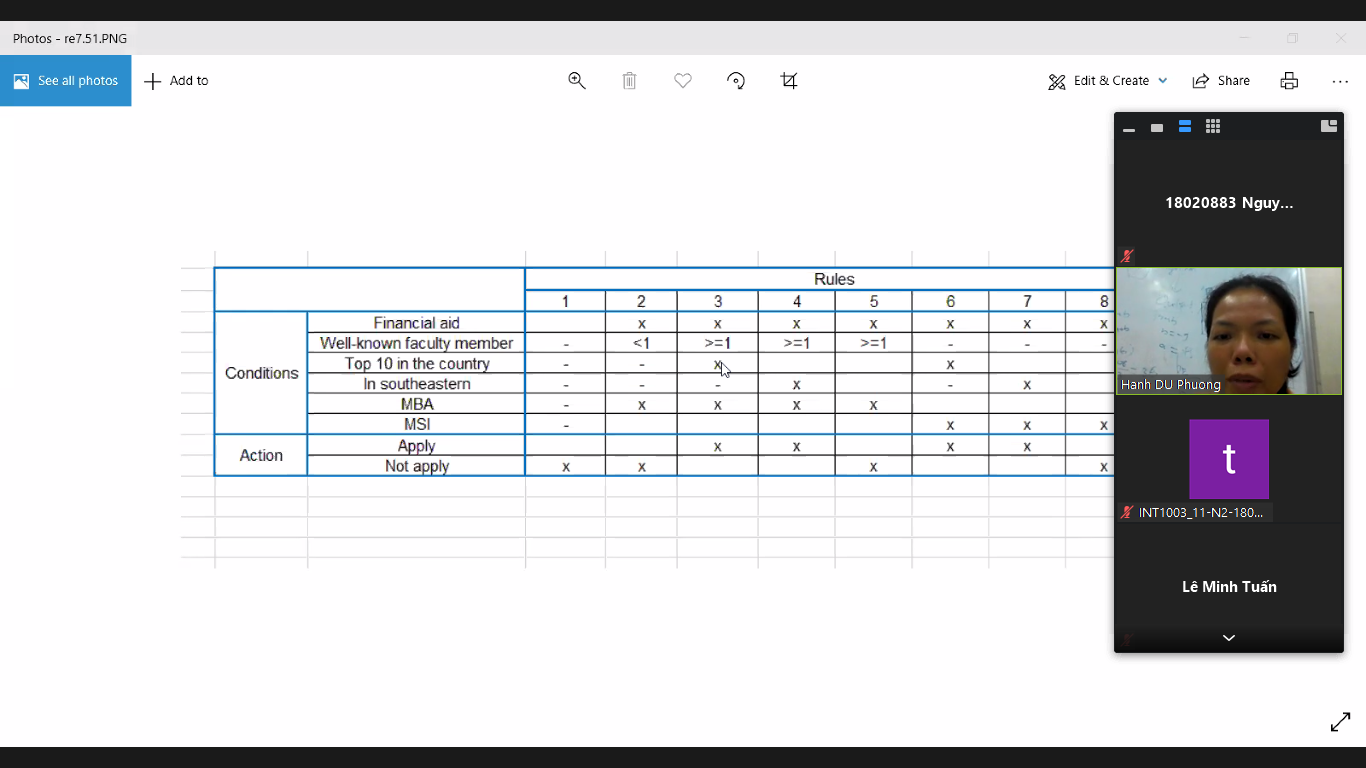 Photos - re7.51.PNG
See all photos
Add to
Edit & Create
Share
18020883 Nguy...
Rules
1 2 3 4 5 6 7 8
Conditions
Financial aid x x x x x x x
Well-known faculty member - <1 >=1 >=1 >=1 - - -
Top 10 in the country - - x x
In southeastern - - - x - x
MBA - x x x x
MSI - x x x
Action
Apply x x x x
Not apply x x x x
Hanh DU Phuong
t
INT1003_11-N2-180...
Lê Minh Tuấn